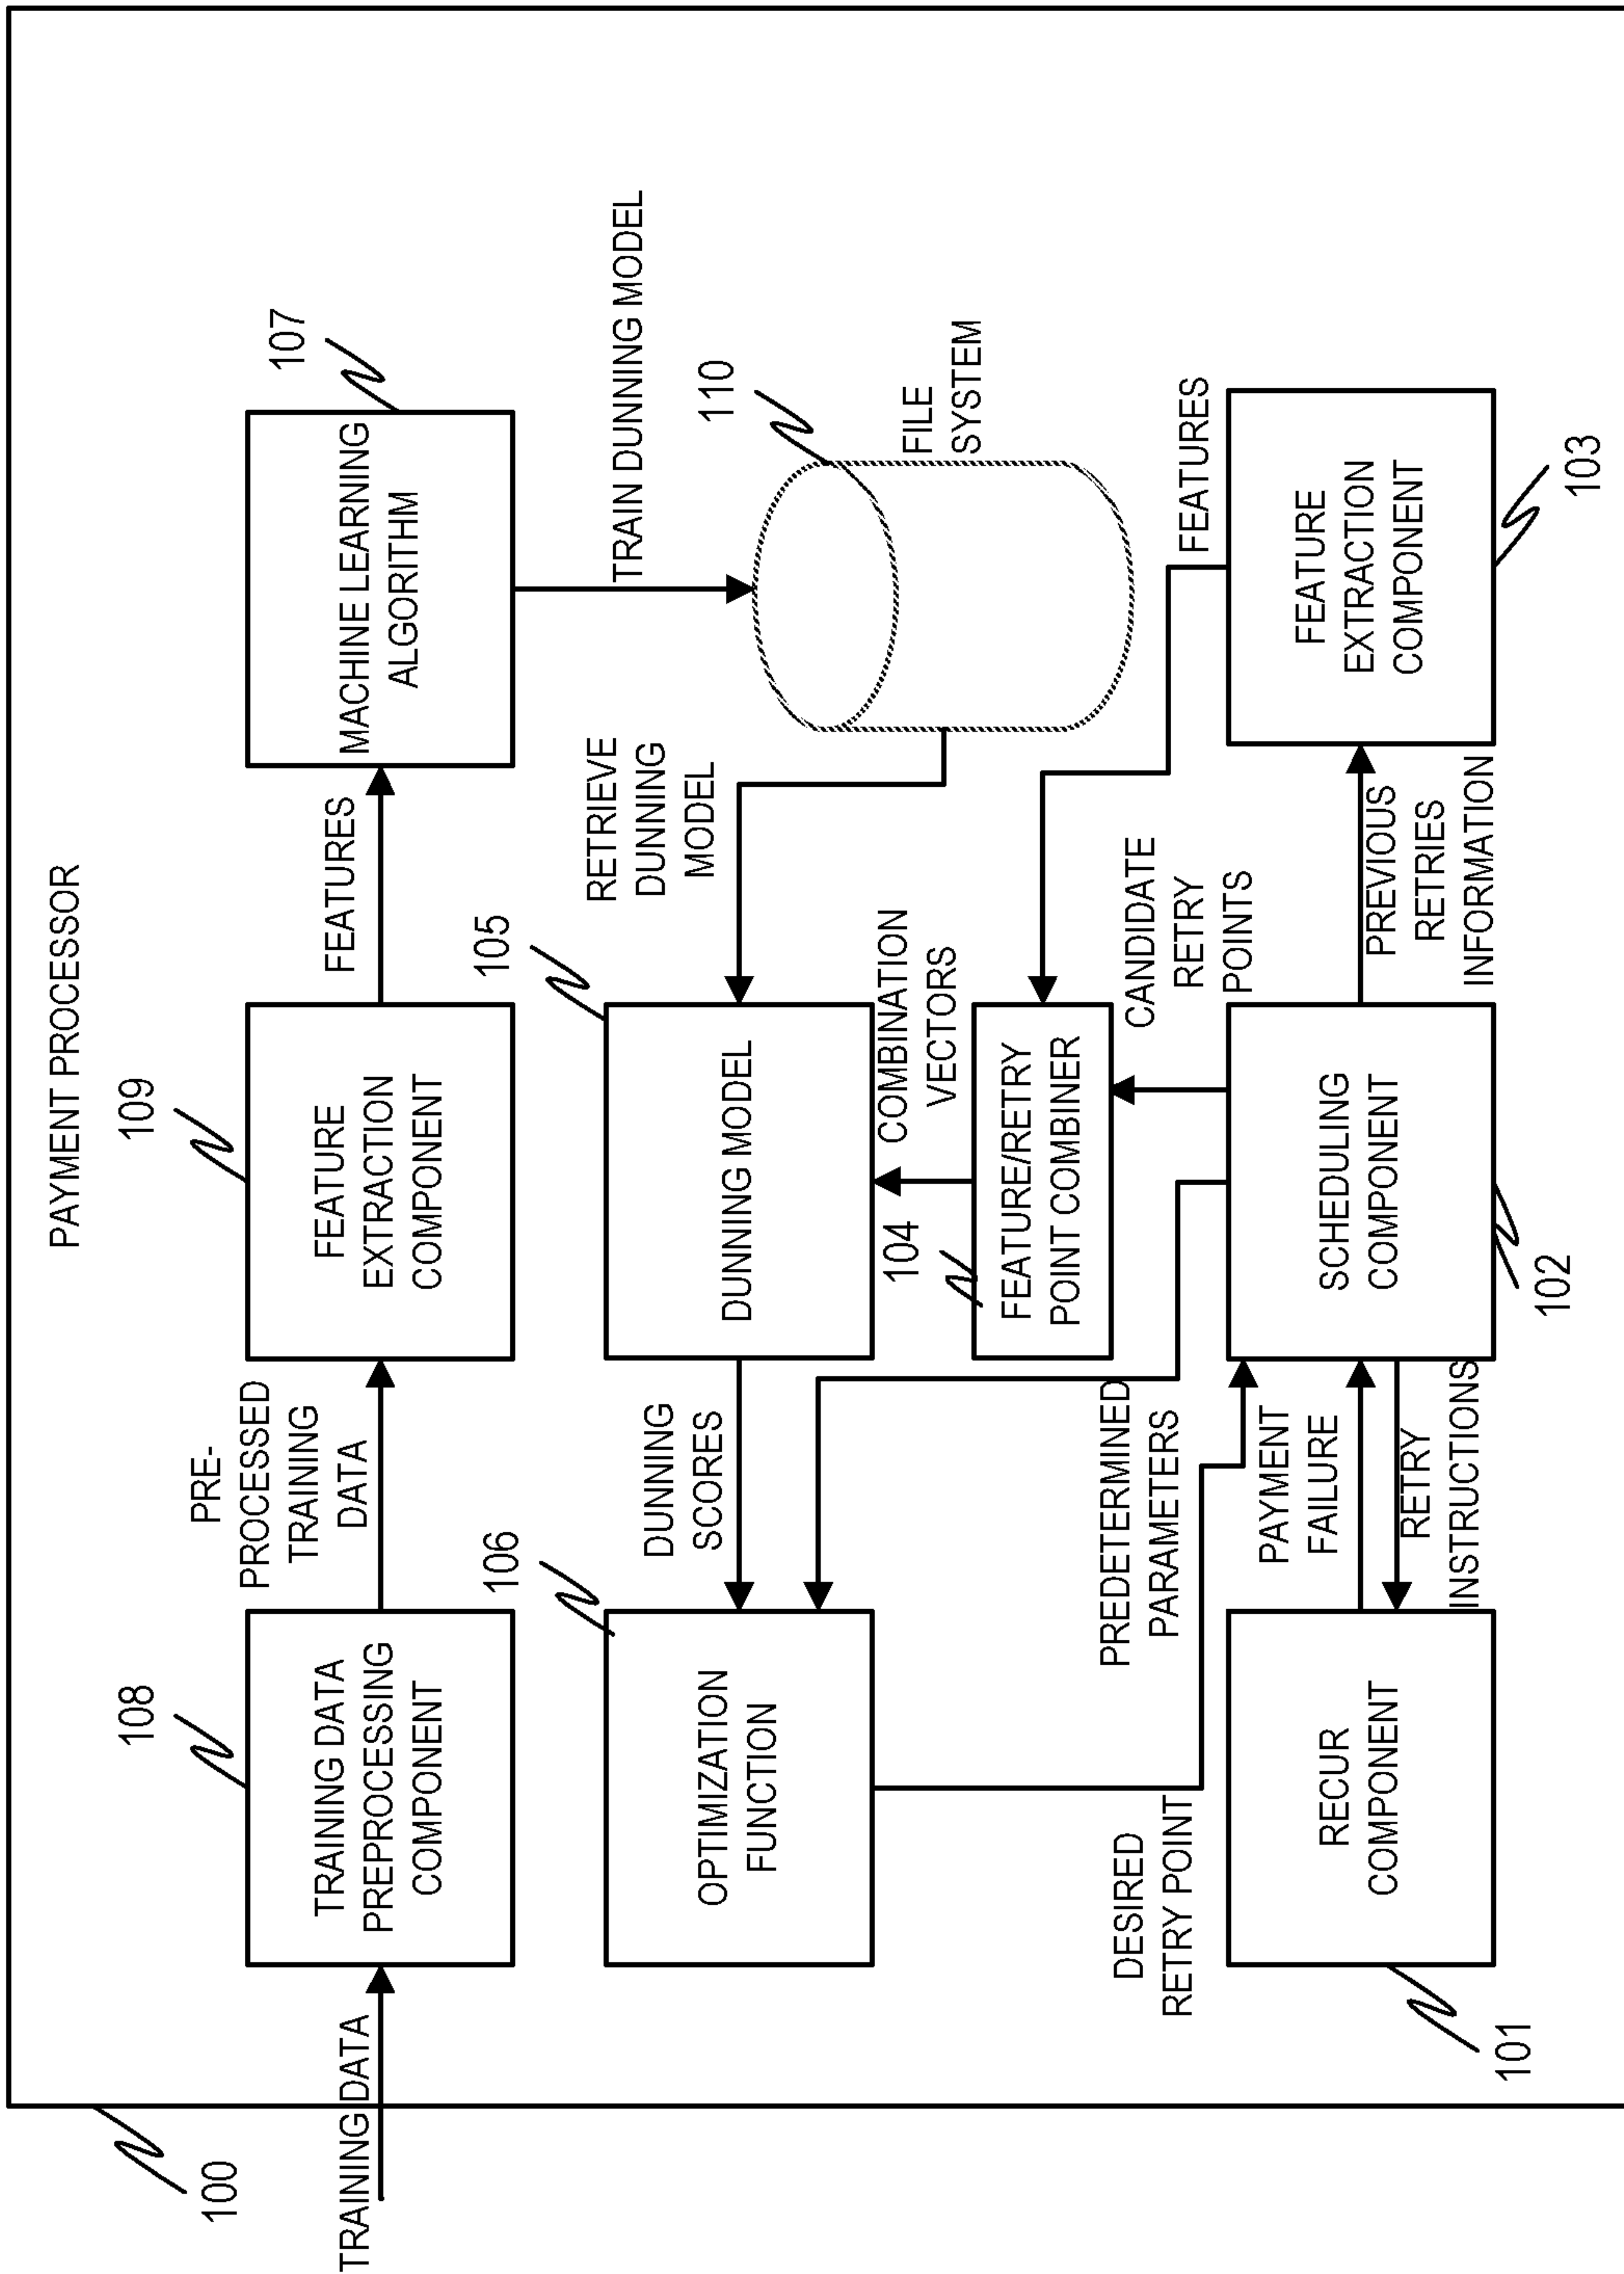 PAYMENT PROCESSOR
100
TRAINING DATA
108
TRAINING DATA
PREPROCESSING
COMPONENT
PRE-
PROCESSED
TRAINING
DATA
109
FEATURE
EXTRACTION
COMPONENT
FEATURES
107
MACHINE LEARNING
ALGORITHM
TRAIN DUNNING MODEL
106
OPTIMIZATION
FUNCTION
DUNNING
SCORES
105
DUNNING MODEL
RETRIEVE
DUNNING
MODEL
110
FILE
SYSTEM
COMBINATION
VECTORS
104
FEATURE/RETRY
POINT COMBINER
CANDIDATE
RETRY
POINTS
FEATURES
DESIRED
RETRY POINT
PREDETERMINED
PARAMETERS
101
RECUR
COMPONENT
PAYMENT
FAILURE
RETRY
INSTRUCTIONS
SCHEDULING
COMPONENT
102
PREVIOUS
RETRIES
INFORMATION
FEATURE
EXTRACTION
COMPONENT
103